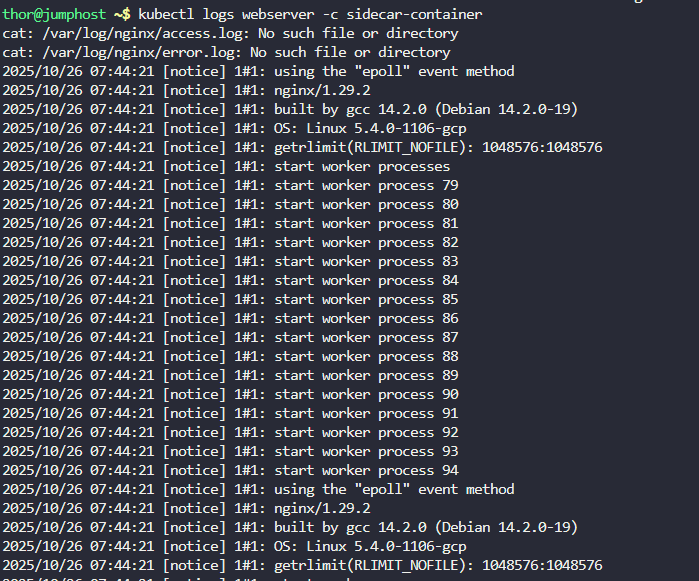 thor@jumphost ~$ kubectl logs webserver -c sidecar-container
cat: /var/log/nginx/access.log: No such file or directory
cat: /var/log/nginx/error.log: No such file or directory
2025/10/26 07:44:21 [notice] 1#1: using the "epoll" event method
2025/10/26 07:44:21 [notice] 1#1: nginx/1.29.2
2025/10/26 07:44:21 [notice] 1#1: built by gcc 14.2.0 (Debian 14.2.0-19)
2025/10/26 07:44:21 [notice] 1#1: OS: Linux 5.4.0-1106-gcp
2025/10/26 07:44:21 [notice] 1#1: getrlimit(RLIMIT_NOFILE): 1048576:1048576
2025/10/26 07:44:21 [notice] 1#1: start worker processes
2025/10/26 07:44:21 [notice] 1#1: start worker process 79
2025/10/26 07:44:21 [notice] 1#1: start worker process 80
2025/10/26 07:44:21 [notice] 1#1: start worker process 81
2025/10/26 07:44:21 [notice] 1#1: start worker process 82
2025/10/26 07:44:21 [notice] 1#1: start worker process 83
2025/10/26 07:44:21 [notice] 1#1: start worker process 84
2025/10/26 07:44:21 [notice] 1#1: start worker process 85
2025/10/26 07:44:21 [notice] 1#1: start worker process 86
2025/10/26 07:44:21 [notice] 1#1: start worker process 87
2025/10/26 07:44:21 [notice] 1#1: start worker process 88
2025/10/26 07:44:21 [notice] 1#1: start worker process 89
2025/10/26 07:44:21 [notice] 1#1: start worker process 90
2025/10/26 07:44:21 [notice] 1#1: start worker process 91
2025/10/26 07:44:21 [notice] 1#1: start worker process 92
2025/10/26 07:44:21 [notice] 1#1: start worker process 93
2025/10/26 07:44:21 [notice] 1#1: start worker process 94
2025/10/26 07:44:21 [notice] 1#1: using the "epoll" event method
2025/10/26 07:44:21 [notice] 1#1: nginx/1.29.2
2025/10/26 07:44:21 [notice] 1#1: built by gcc 14.2.0 (Debian 14.2.0-19)
2025/10/26 07:44:21 [notice] 1#1: OS: Linux 5.4.0-1106-gcp
2025/10/26 07:44:21 [notice] 1#1: getrlimit(RLIMIT_NOFILE): 1048576:1048576